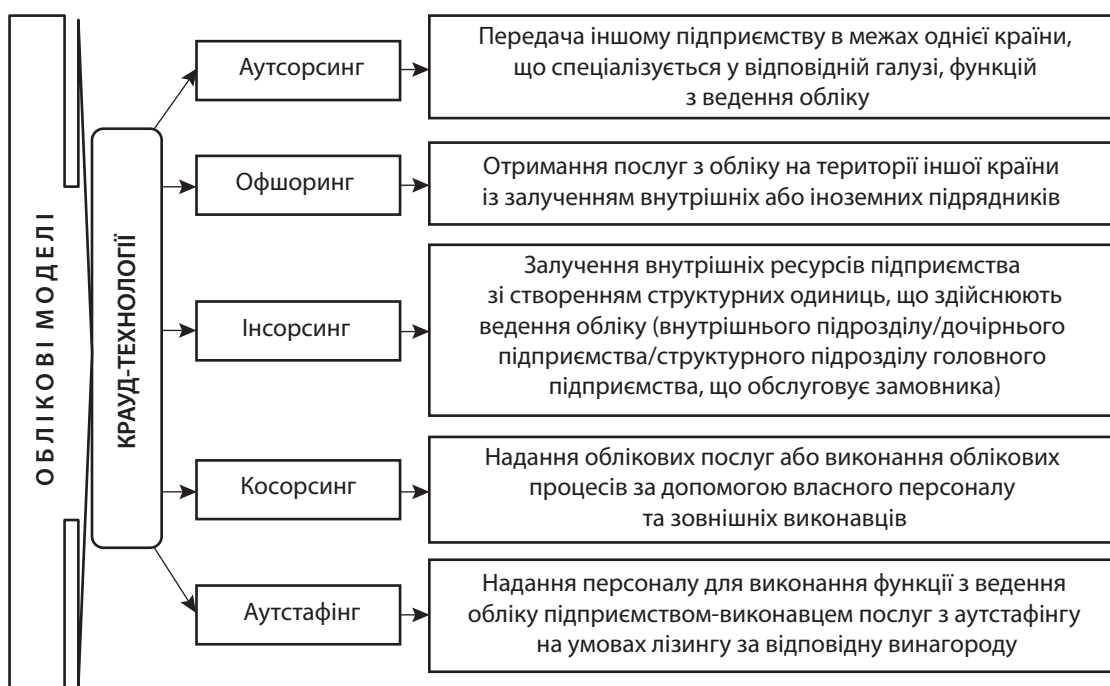 ОБЛІКОВІ МОДЕЛІ
КРАУД-ТЕХНОЛОГІЇ
Аутсорсинг
Передача іншому підприємству в межах однієї країни,
що спеціалізується у відповідній галузі, функцій
з ведення обліку
Офшоринг
Отримання послуг з обліку на території іншої країни
із залученням внутрішніх або іноземних підрядників
Інсорсинг
Залучення внутрішніх ресурсів підприємства
зі створенням структурних одиниць, що здійснюють
ведення обліку (внутрішнього підрозділу/дочірнього
підприємства/структурного підрозділу головного
підприємства, що обслуговує замовника)
Косорсинг
Надання облікових послуг або виконання облікових
процесів за допомогою власного персоналу
та зовнішніх виконавців
Аутстафінг
Надання персоналу для виконання функції з ведення
обліку підприємством-виконавцем послуг з аутстафінгу
на умовах лізингу за відповідну винагороду